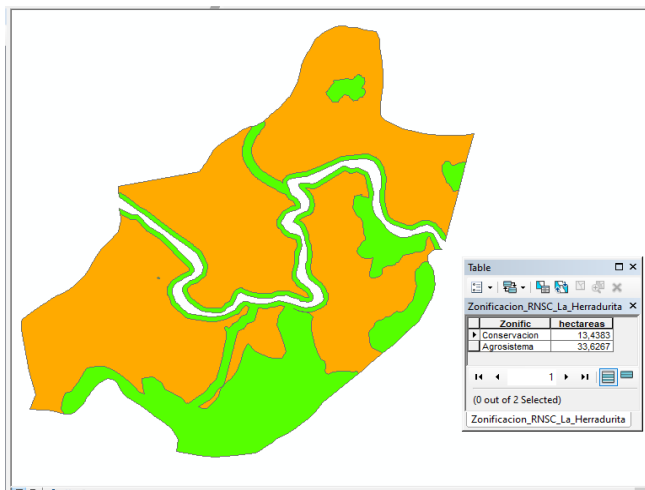 Table
Zonificacion_RNSC_La_Herradurita
Zonific hectareas
Conservacion 13,4383
Agrosistema 33,6267
1
(0 out of 2 Selected)
Zonificacion_RNSC_La_Herradurita